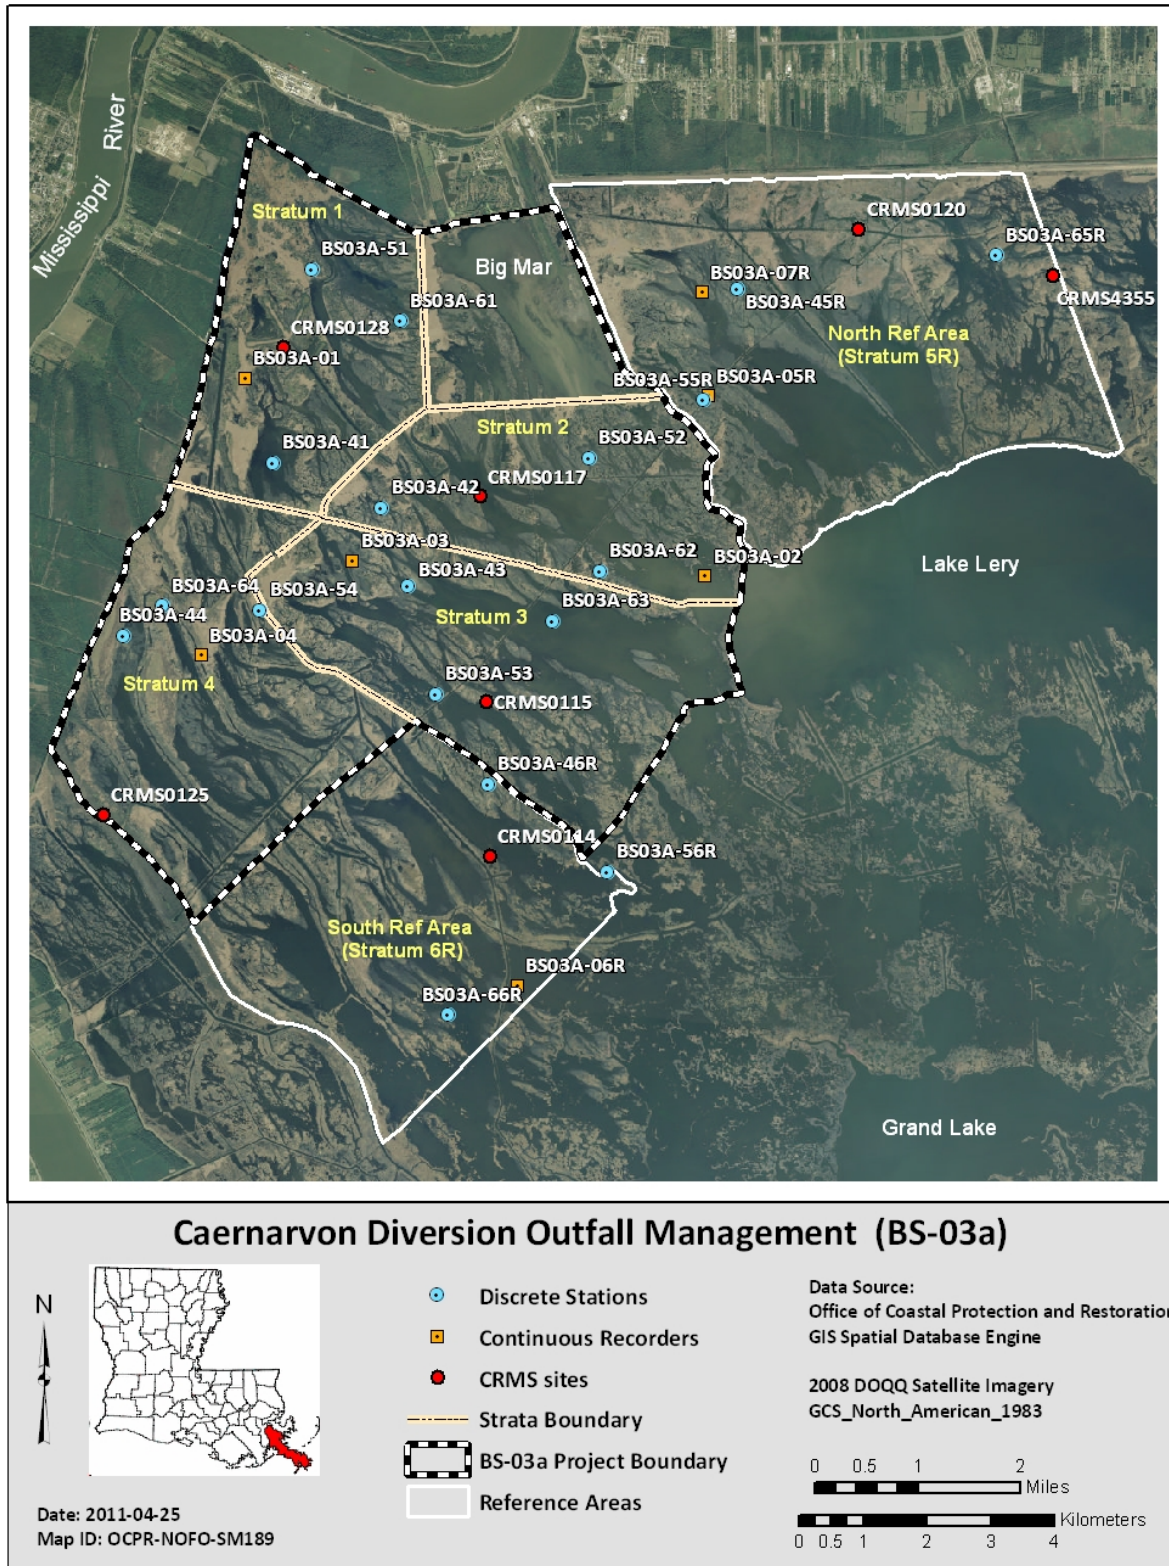 Mississippi
River
Stratum 1
BS03A-51
Big Mar
CRMS0120
BS03A-65R
BS03A-07R
CRMS4355
BS03A-45R
BS03A-61
CRMS0128
North Ref Area
(Stratum 5R)
BS03A-01
BS03A-55R
BS03A-05R
Stratum 2
BS03A-41
BS03A-52
CRMS0117
BS03A-42
BS03A-03
BS03A-62
BS03A-02
Lake Lery
BS03A-43
BS03A-64
BS03A-54
BS03A-63
BS03A-44
Stratum 3
BS03A-04
BS03A-53
Stratum 4
CRMS0115
BS03A-46R
CRMS0125
CRMS0114
BS03A-56R
South Ref Area
(Stratum 6R)
BS03A-06R
BS03A-66R
Grand Lake
Caernarvon Diversion Outfall Management (BS-03a)
N
Discrete Stations
Continuous Recorders
CRMS sites
Strata Boundary
BS-03a Project Boundary
Reference Areas
Data Source:
Office of Coastal Protection and Restoration
GIS Spatial Database Engine
2008 DOQQ Satellite Imagery
GCS_North_American_1983
0 0.5 1 2
Miles
Kilometers
0 0.5 1 2 3 4
Date: 2011-04-25
Map ID: OCPR-NOFO-SM189